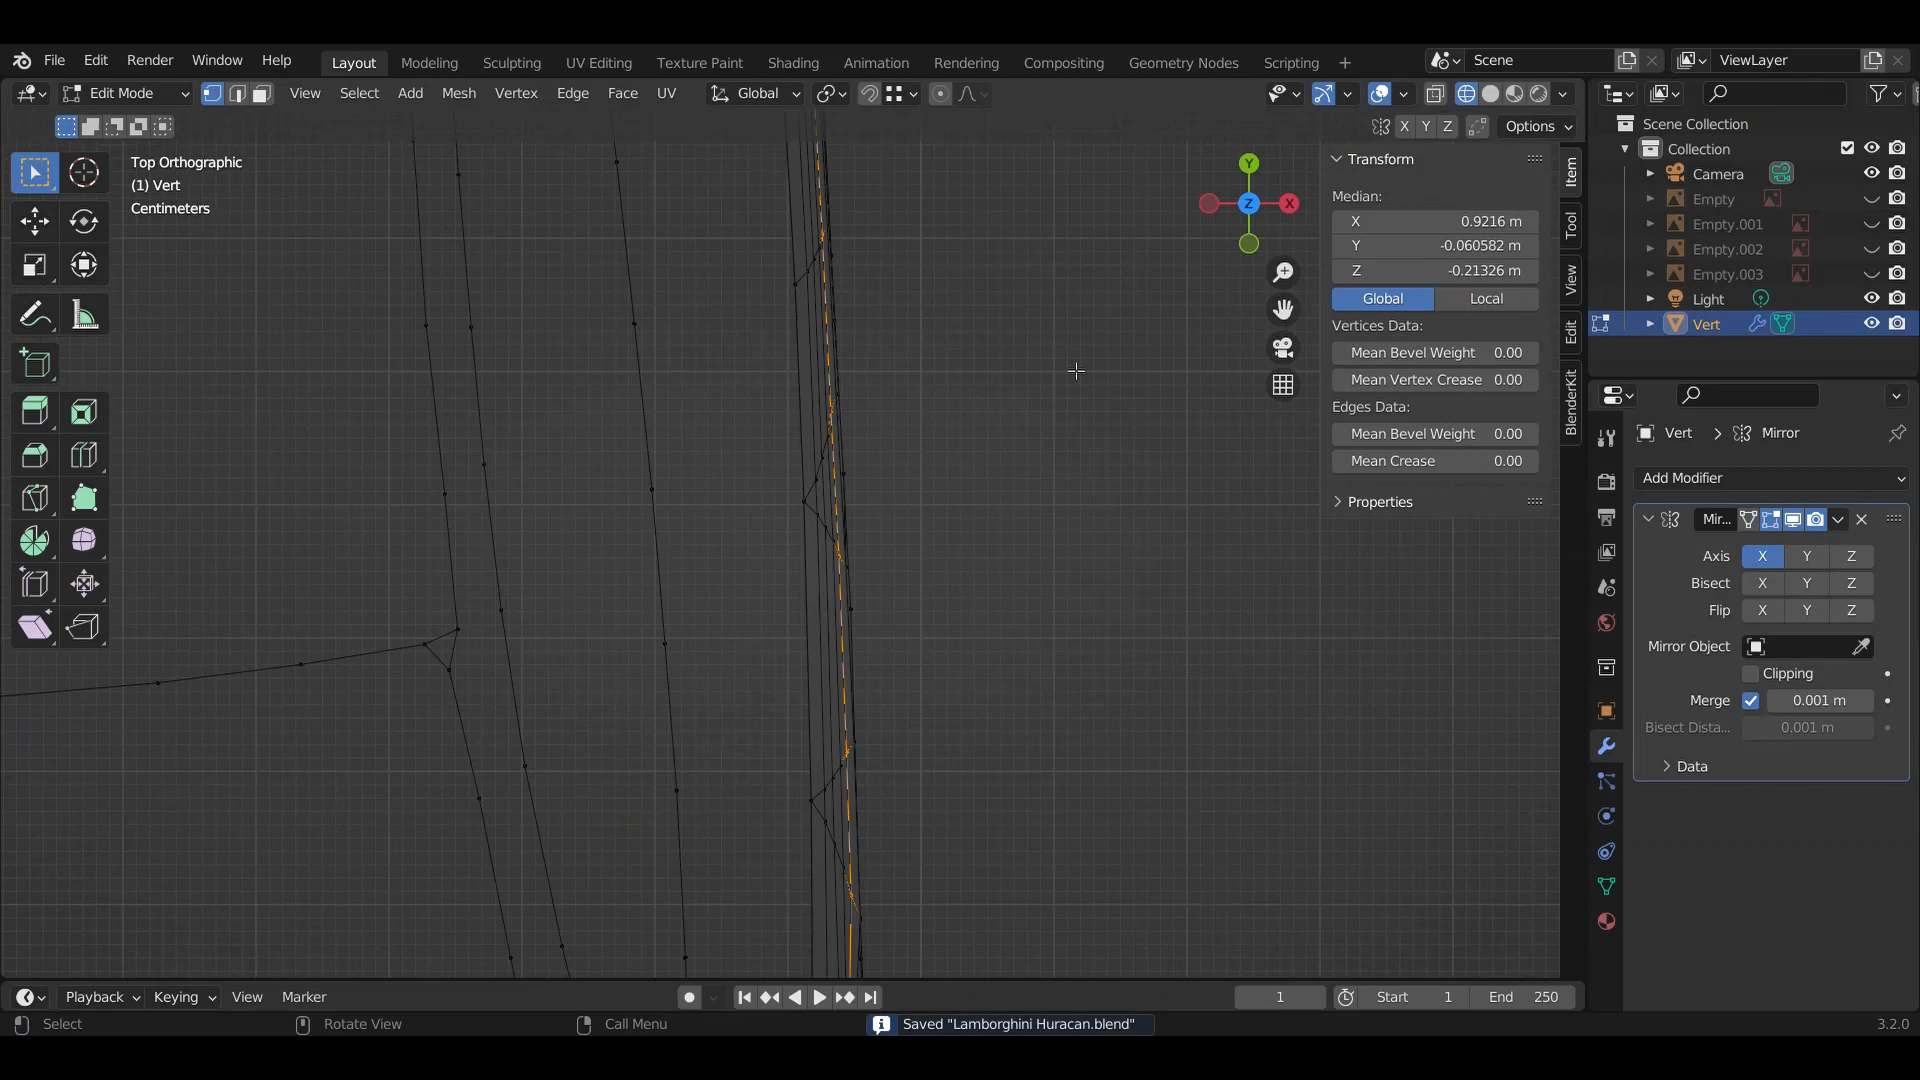 File Edit Render Window Help Layout Modeling Sculpting UV Editing Texture Paint Shading Animation Rendering Compositing Geometry Nodes Scripting + Scene ViewLayer
Edit Mode View Select Add Mesh Vertex Edge Face UV Global
X Y Z Options
Top Orthographic
(1) Vert
Centimeters
Y
Z
X
Transform
Median:
X 0.9216 m
Y -0.060582 m
Z -0.21326 m
Global Local
Vertices Data:
Mean Bevel Weight 0.00
Mean Vertex Crease 0.00
Edges Data:
Mean Bevel Weight 0.00
Mean Crease 0.00
Properties
Item
Tool
View
Edit
BlenderKit
Scene Collection
Collection
Camera
Empty
Empty.001
Empty.002
Empty.003
Light
Vert
Vert > Mirror
Add Modifier
Mir...
Axis X Y Z
Bisect X Y Z
Flip X Y Z
Mirror Object
Clipping
Merge 0.001 m
Bisect Dista... 0.001 m
Data
Playback Keying View Marker 1 Start 1 End 250
Select Rotate View Call Menu Saved "Lamborghini Huracan.blend" 3.2.0